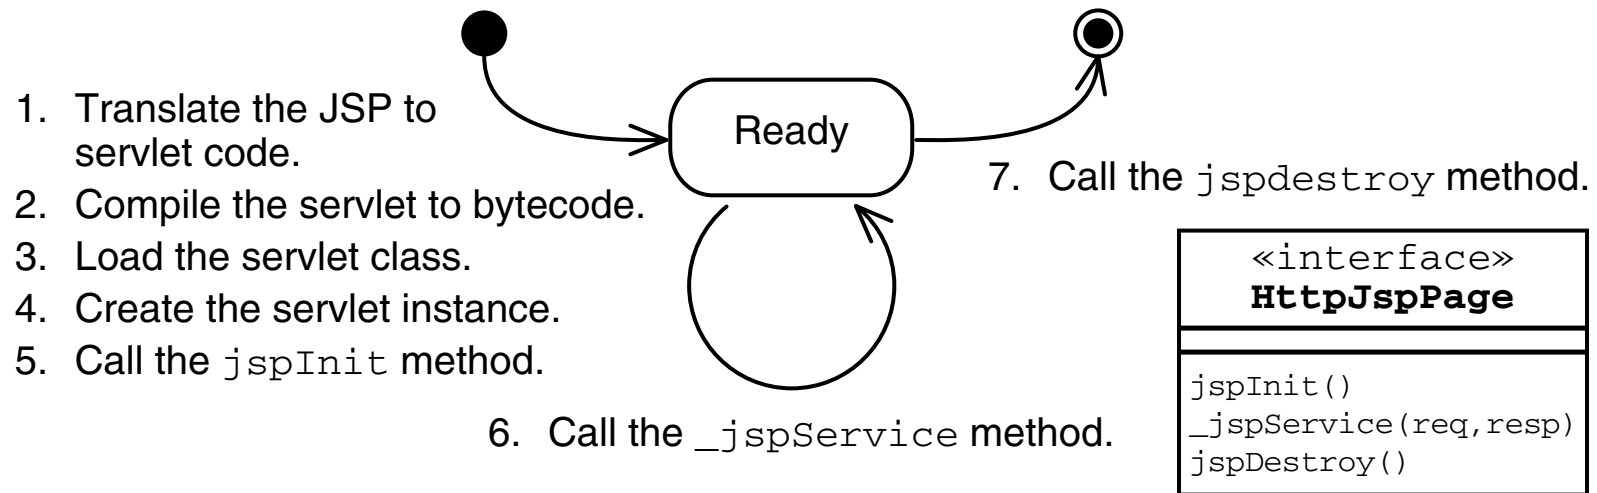 1. Translate the JSP to
servlet code.
2. Compile the servlet to bytecode.
3. Load the servlet class.
4. Create the servlet instance.
5. Call the jspInit method.
Ready
6. Call the _jspService method.
7. Call the jspdestroy method.
«interface»
HttpJspPage
jspInit()
_jspService(req,resp)
jspDestroy()